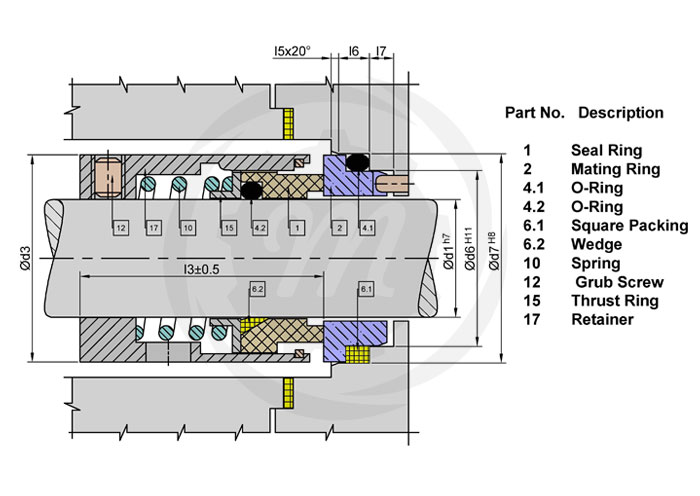 l5x20° l6 l7
Part No. Description
1 Seal Ring
2 Mating Ring
4.1 O-Ring
4.2 O-Ring
6.1 Square Packing
6.2 Wedge
10 Spring
12 Grub Screw
15 Thrust Ring
17 Retainer
12 17 10 15 4.2 1 2 4.1
Ød3
l3±0.5
Ød1 h7
Ød6 H11
Ød7 H8
6.2 6.1